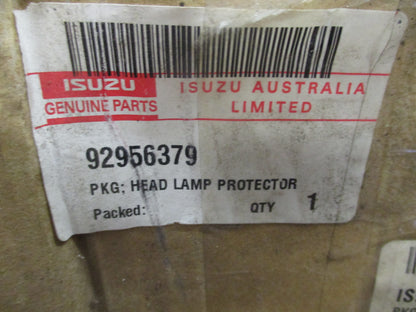 ISUZU
GENUINE PARTS
ISUZU AUSTRALIA
LIMITED
92956379
PKG; HEAD LAMP PROTECTOR
Packed:
QTY 1